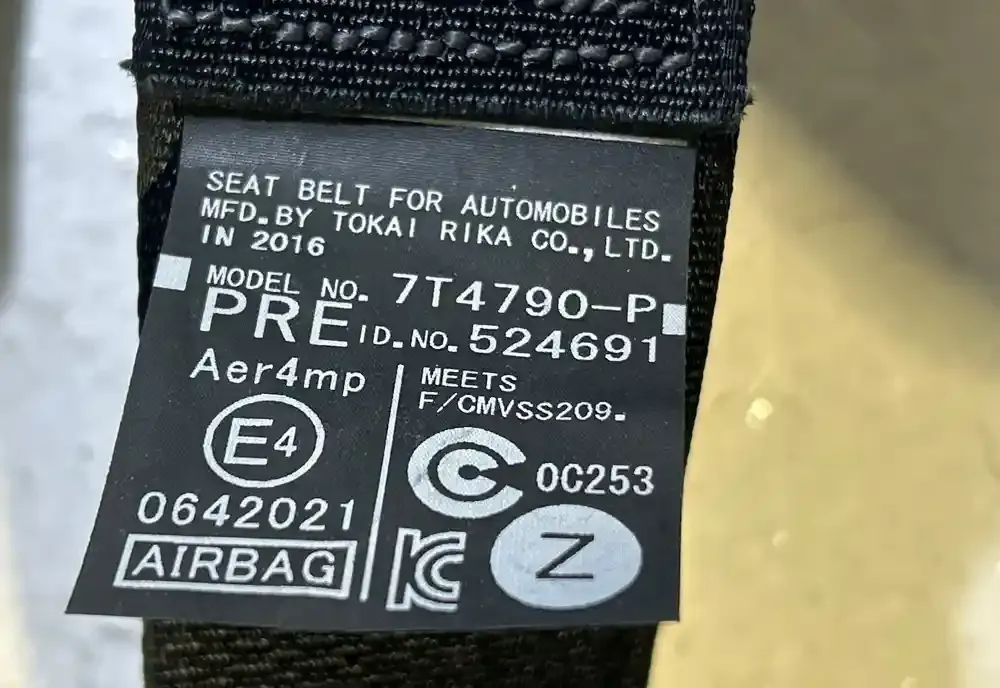 SEAT BELT FOR AUTOMOBILES
MFD.BY TOKAI RIKA CO.,LTD.
IN 2016
MODEL NO. 7T4790-P
PRE ID.NO.524691
Aer4mp
E4
0642021
AIRBAG
MEETS
F/CMVSS209.
C 0C253
KC Z